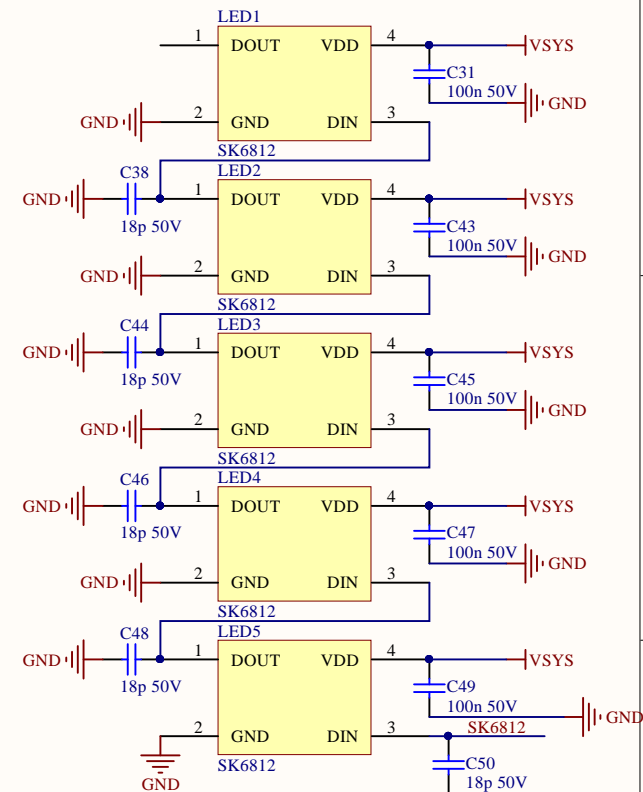 LED1
1 DOUT VDD 4 VSYS
C31
100n 50V
GND
GND 2 GND DIN 3
SK6812
C38
LED2
GND 1 DOUT VDD 4 VSYS
18p 50V
C43
100n 50V
GND
GND 2 GND DIN 3
SK6812
C44
LED3
GND 1 DOUT VDD 4 VSYS
18p 50V
C45
100n 50V
GND
GND 2 GND DIN 3
SK6812
C46
LED4
GND 1 DOUT VDD 4 VSYS
18p 50V
C47
100n 50V
GND
GND 2 GND DIN 3
SK6812
C48
LED5
GND 1 DOUT VDD 4 VSYS
18p 50V
C49
100n 50V
GND
SK6812
2 GND DIN 3
SK6812
C50
18p 50V
GND